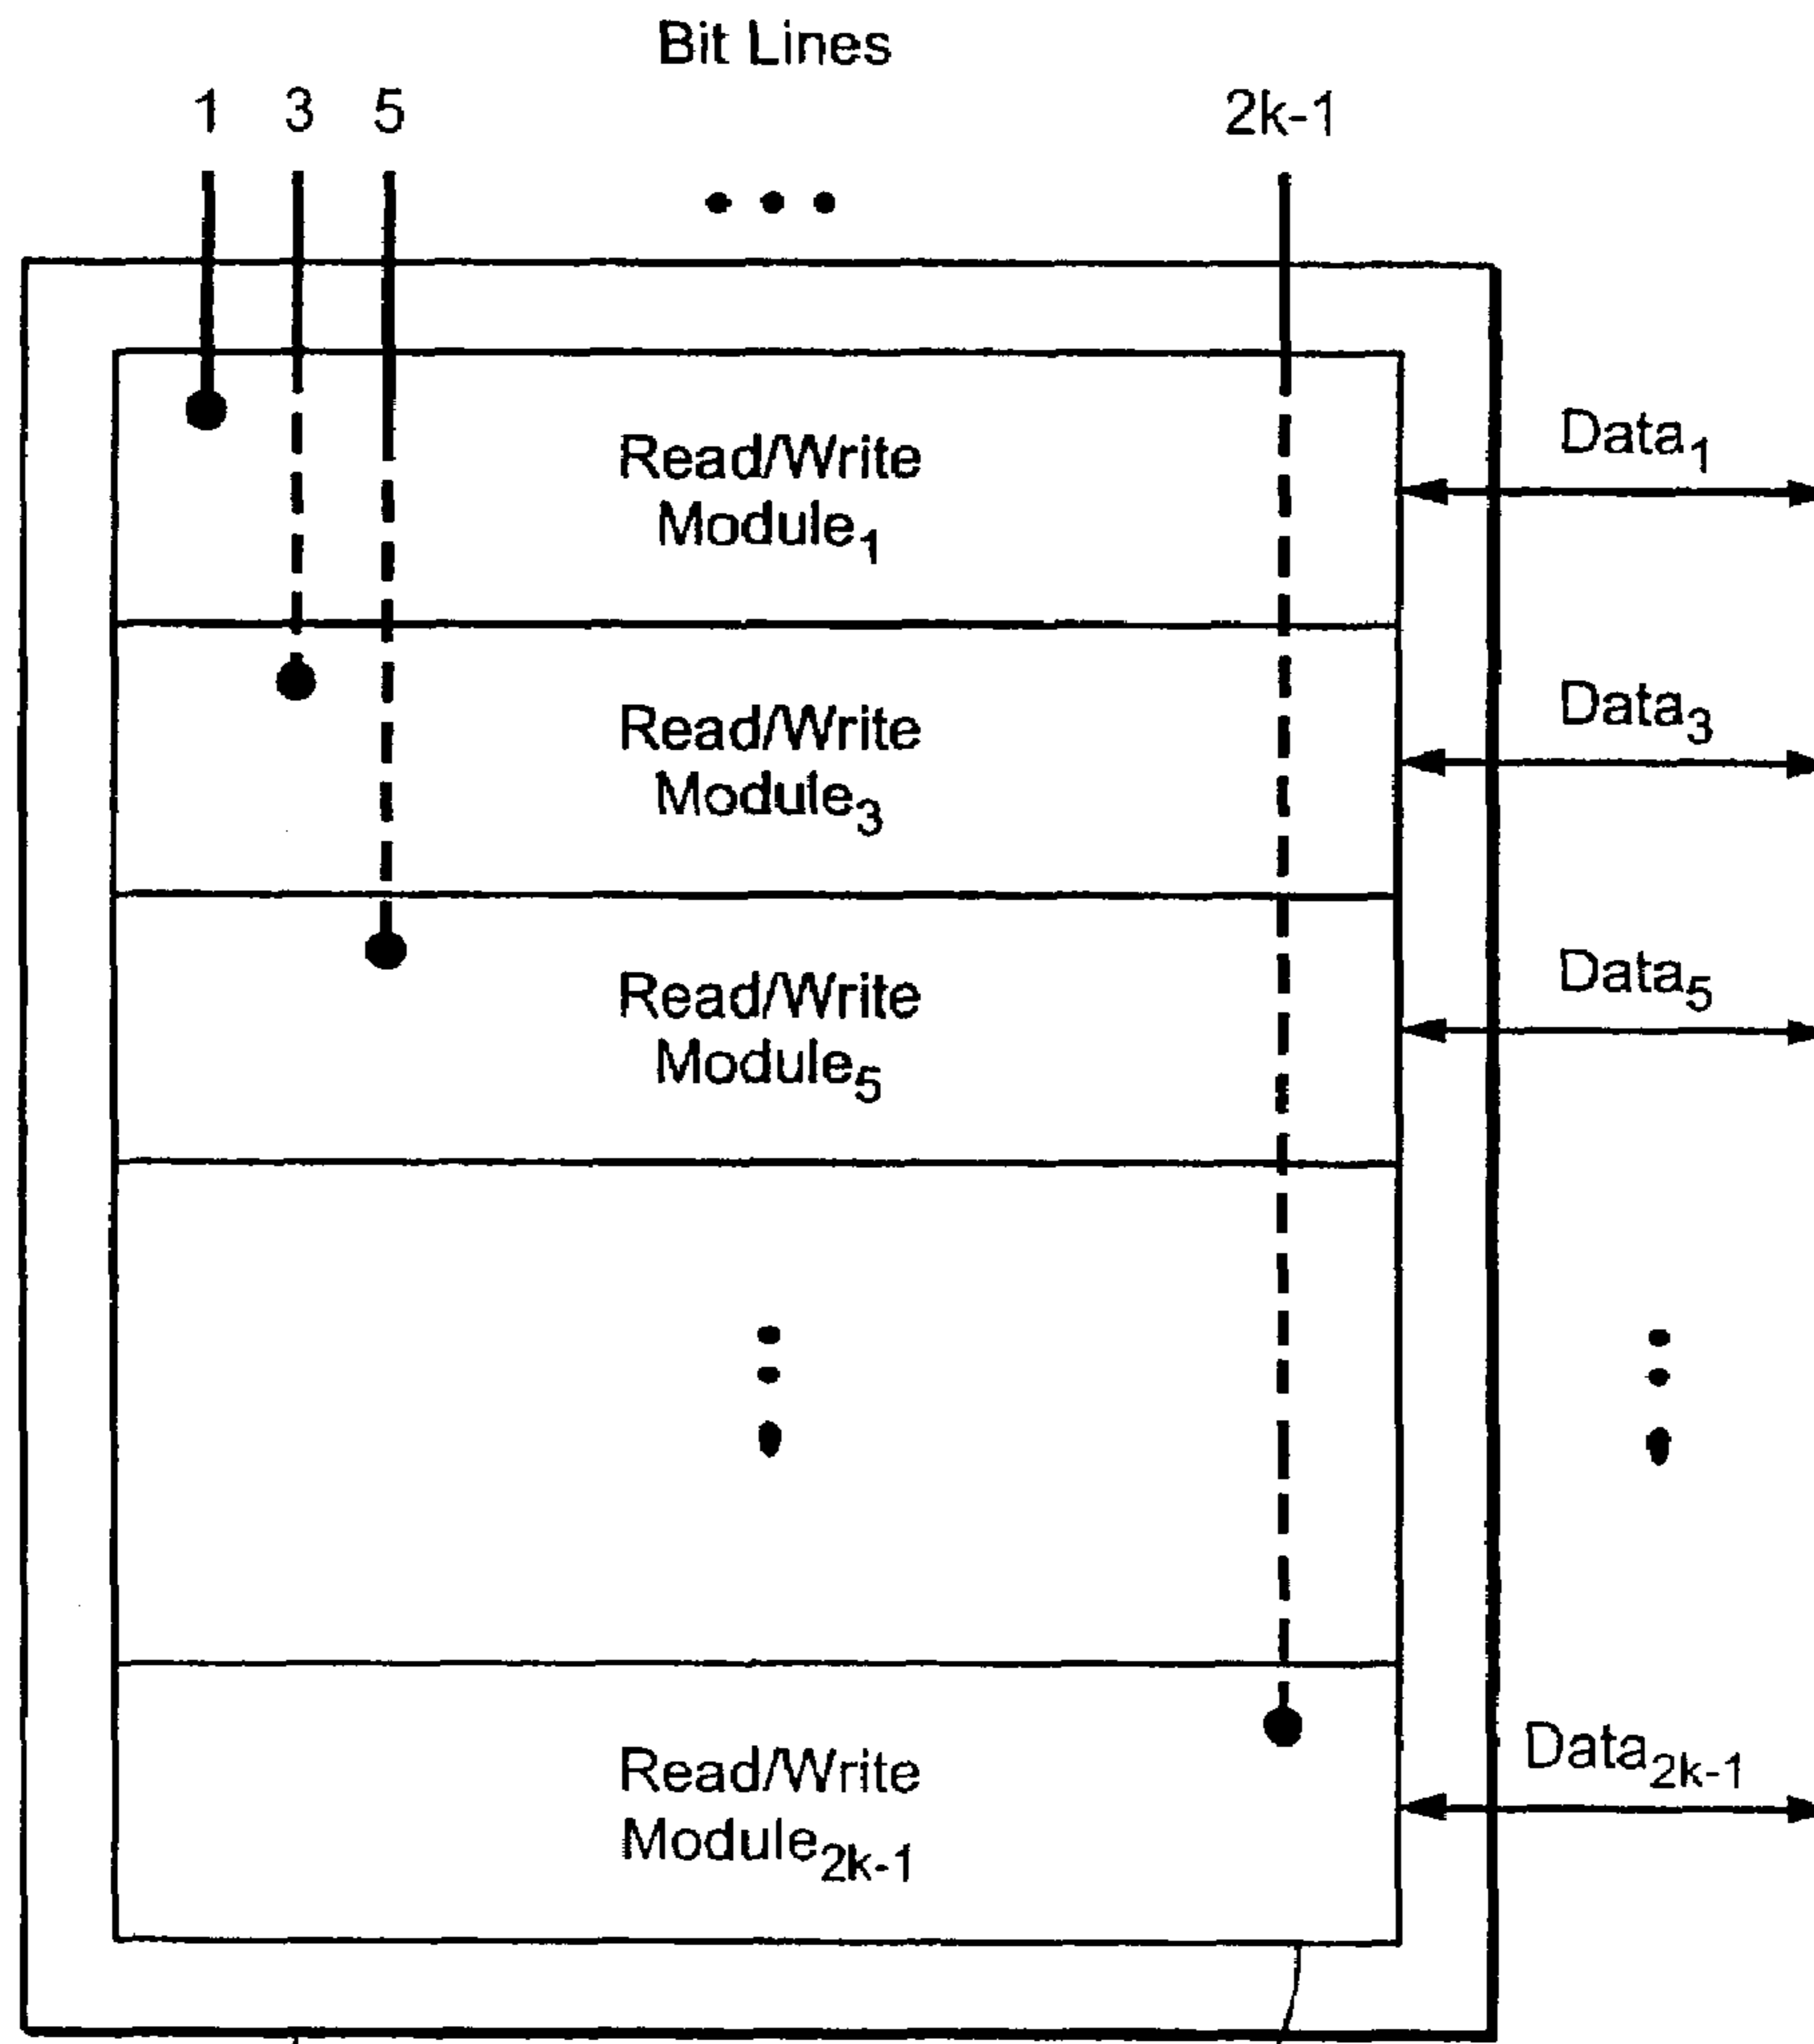 Bit Lines
1 3 5 2k-1
Read/Write
Module₁
Data₁
Read/Write
Module₃
Data₃
Read/Write
Module₅
Data₅
Read/Write
Module₂ₖ₋₁
Data₂ₖ₋₁